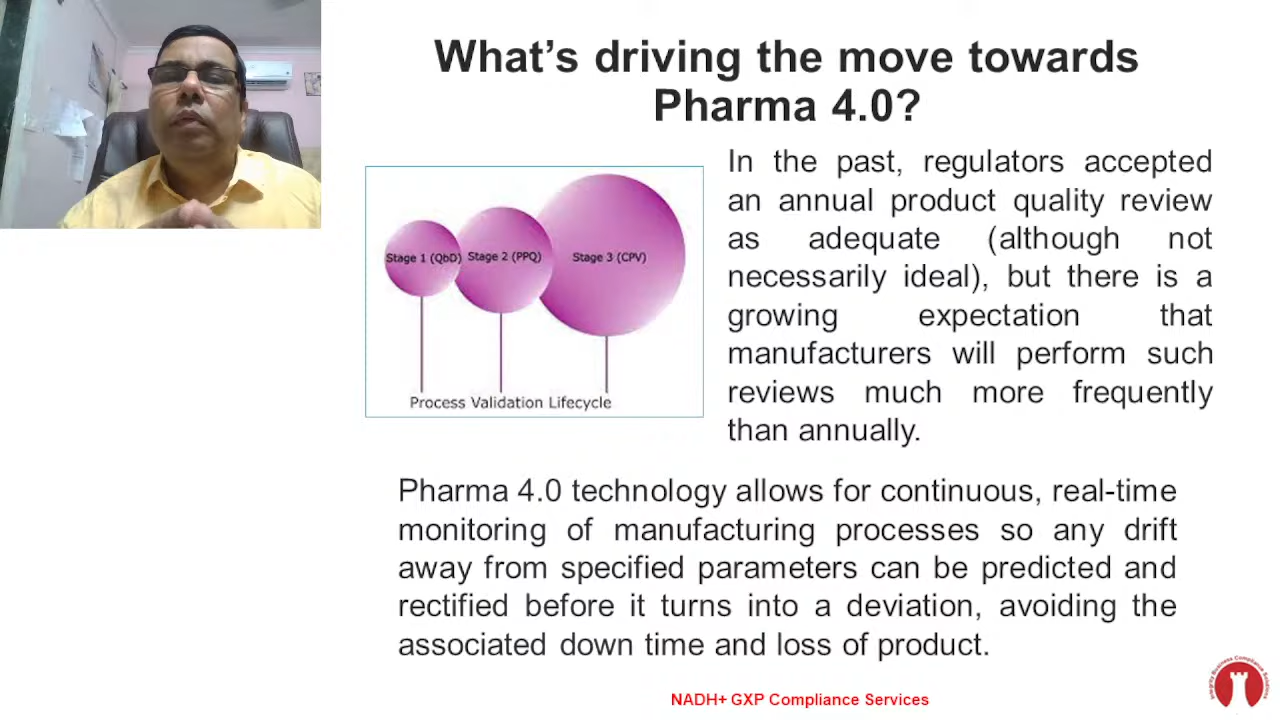 What’s driving the move towards
Pharma 4.0?
In the past, regulators accepted
an annual product quality review
as adequate (although not
necessarily ideal), but there is a
growing expectation that
manufacturers will perform such
reviews much more frequently
than annually.
Stage 1 (QbD)
Stage 2 (PPQ)
Stage 3 (CPV)
Process Validation Lifecycle
Pharma 4.0 technology allows for continuous, real-time
monitoring of manufacturing processes so any drift
away from specified parameters can be predicted and
rectified before it turns into a deviation, avoiding the
associated down time and loss of product.
NADH+ GXP Compliance Services
Integrity Business Compliance Solutions